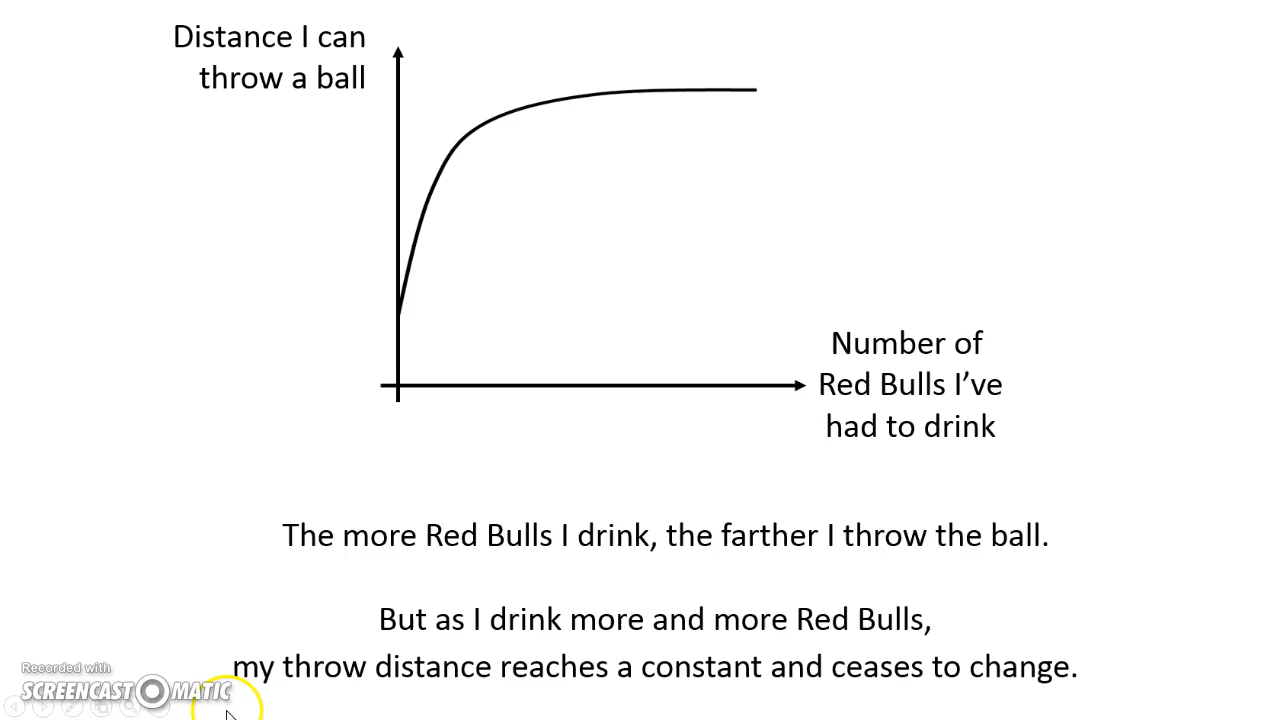 Distance I can
throw a ball
Number of
Red Bulls I’ve
had to drink
The more Red Bulls I drink, the farther I throw the ball.
But as I drink more and more Red Bulls,
my throw distance reaches a constant and ceases to change.
Recorded with
SCREENCAST MATIC